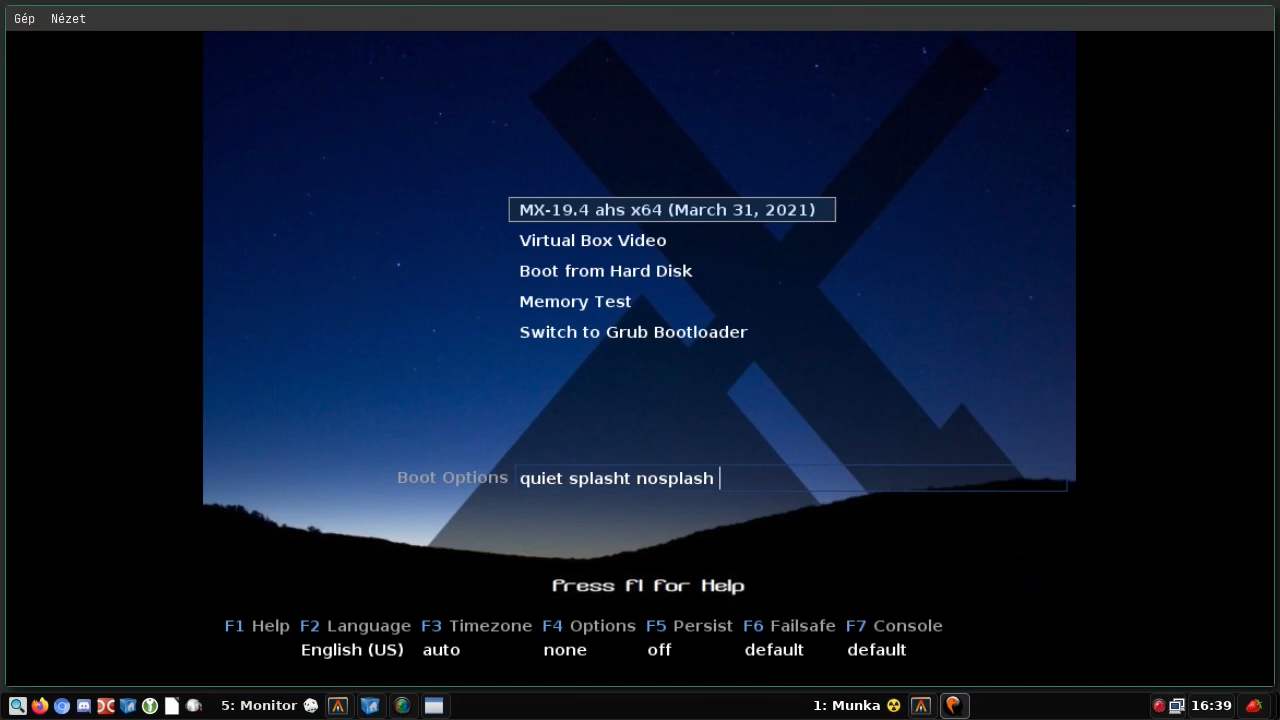 Gép Nézet
MX-19.4 ahs x64 (March 31, 2021)
Virtual Box Video
Boot from Hard Disk
Memory Test
Switch to Grub Bootloader
Boot Options quiet splasht nosplash
Press F1 for Help
F1 Help F2 Language F3 Timezone F4 Options F5 Persist F6 Failsafe F7 Console
English (US) auto none off default default
5: Monitor 1: Munka 16:39